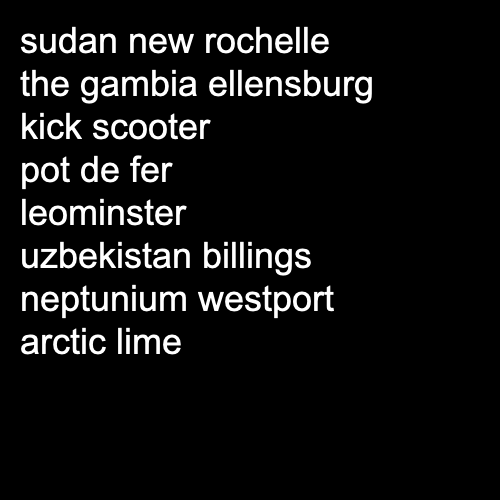 sudan new rochelle
the gambia ellensburg
kick scooter
pot de fer
leominster
uzbekistan billings
neptunium westport
arctic lime